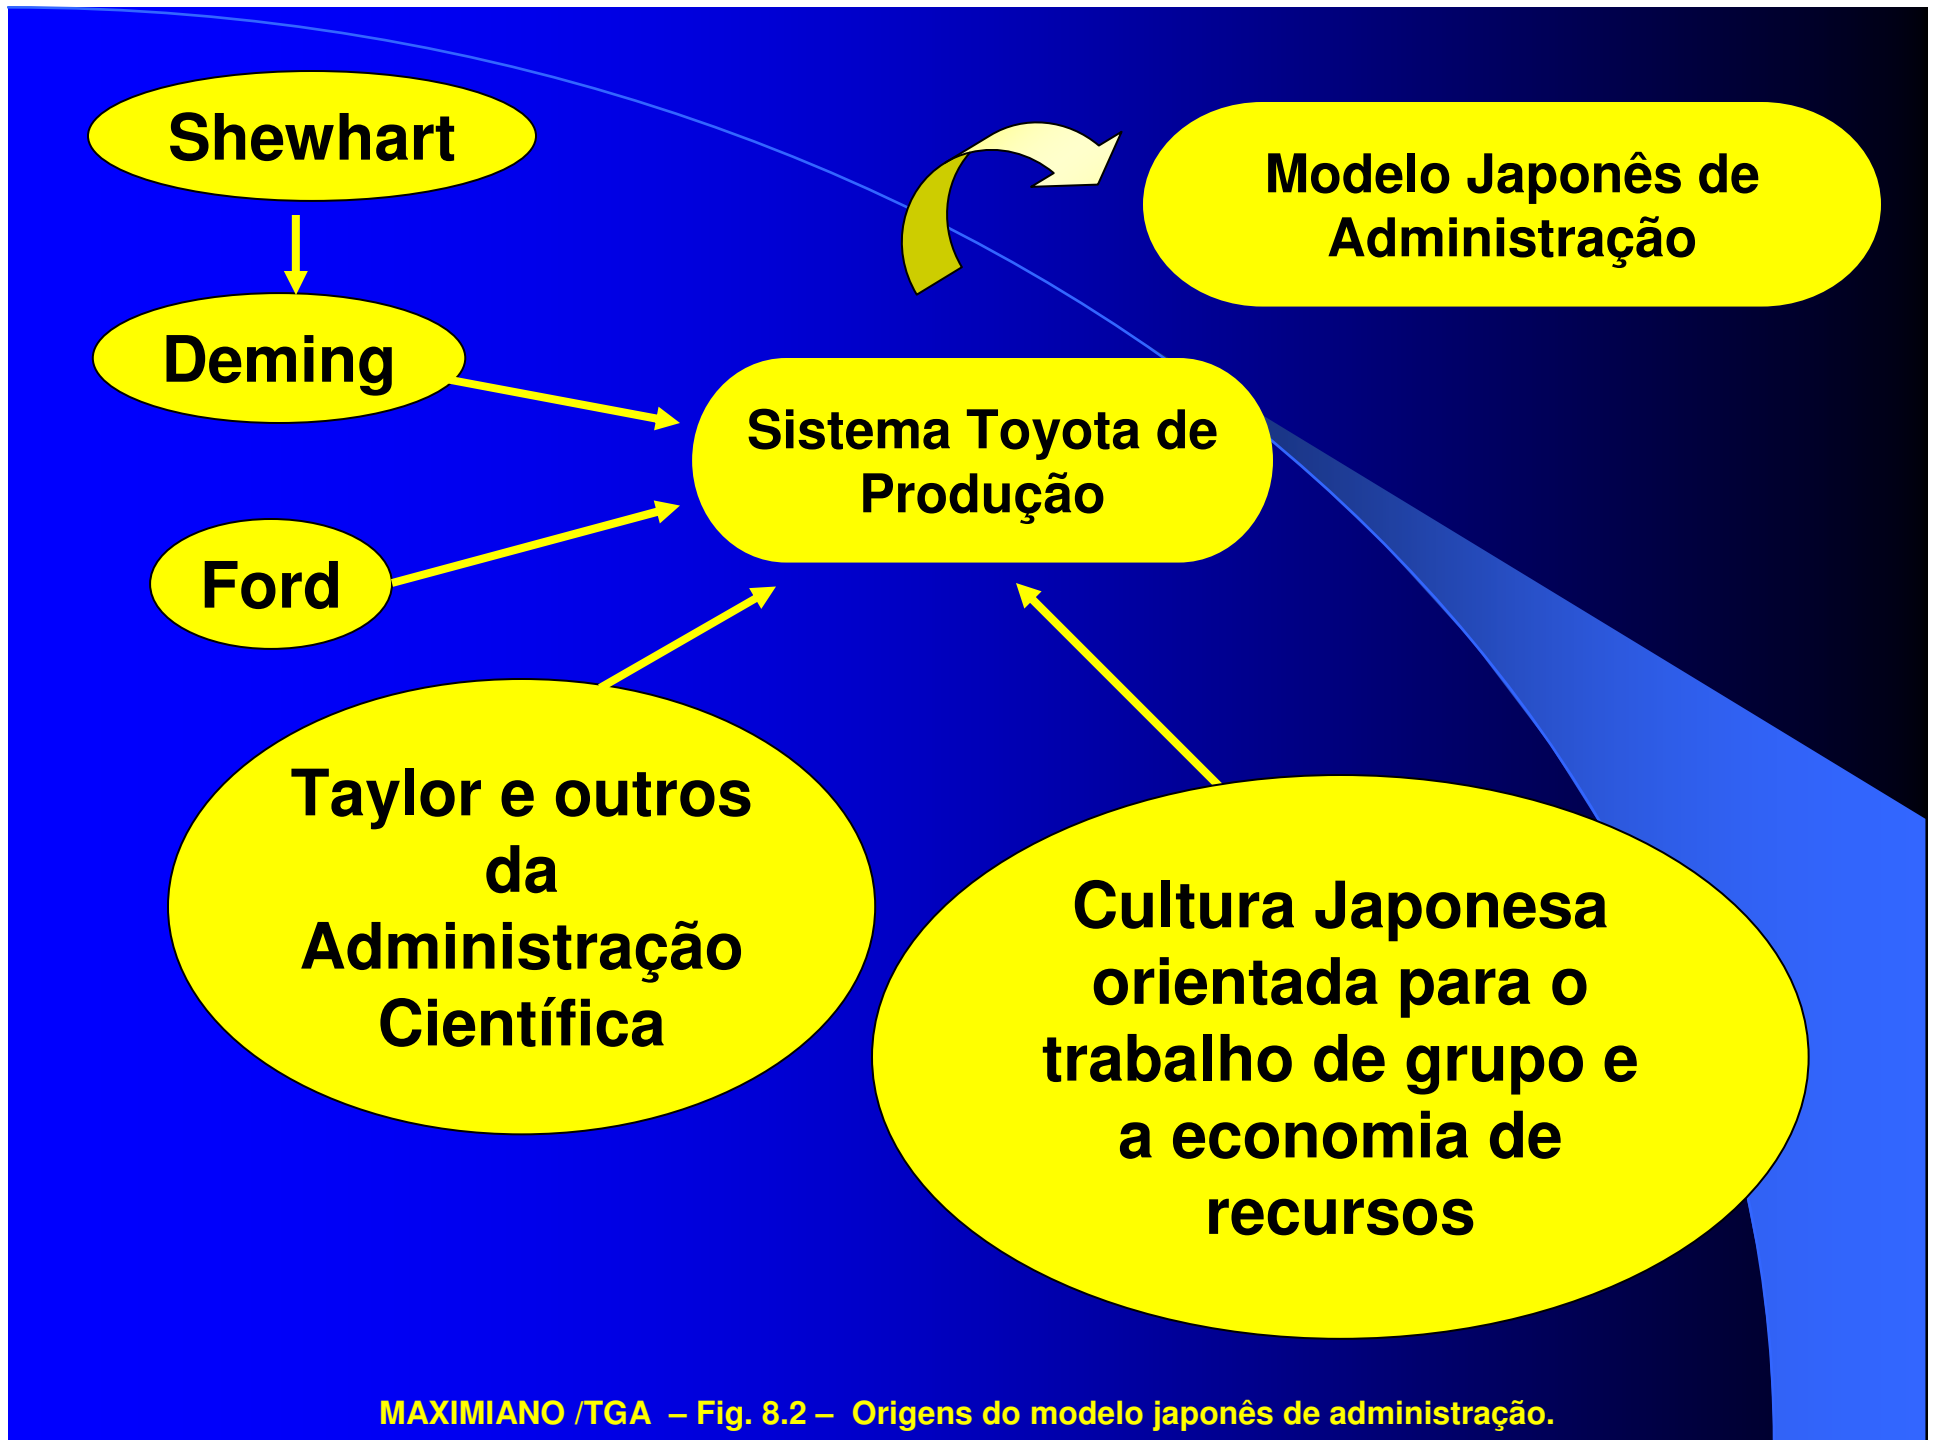 Shewhart
Modelo Japonês de
Administração
Deming
Sistema Toyota de
Produção
Ford
Taylor e outros
da
Administração
Científica
Cultura Japonesa
orientada para o
trabalho de grupo e
a economia de
recursos
MAXIMIANO /TGA – Fig. 8.2 – Origens do modelo japonês de administração.